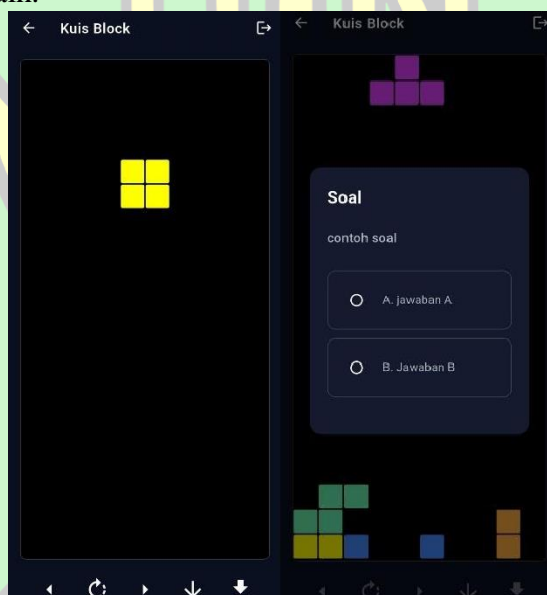 Kuis Block
Kuis Block
Soal
contoh soal
A. jawaban A
B. Jawaban B